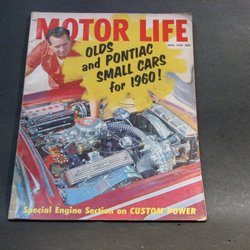 MOTOR LIFE
OLDS
and PONTIAC
SMALL CARS
for 1960!
Special Engine Section on CUSTOM POWER